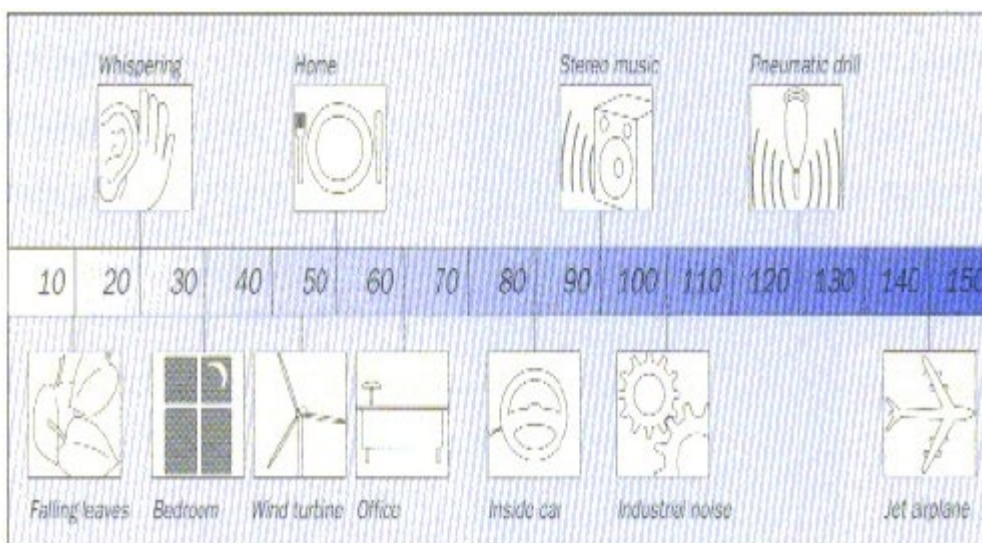 Whispering Home Stereo music Pneumatic drill
10 20 30 40 50 60 70 80 90 100 110 120 130 140 150
Falling leaves Bedroom Wind turbine Office Inside car Industrial noise Jet airplane